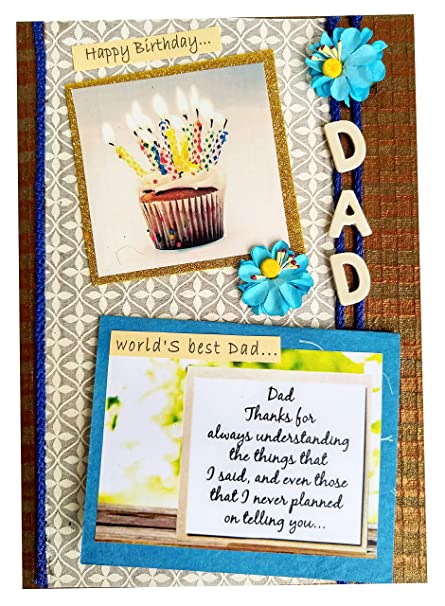 Happy Birthday...
DAD
world'S best Dad...
Dad
Thanks for
always understanding
the things that
I said, and even those
that I never planned
on telling you...